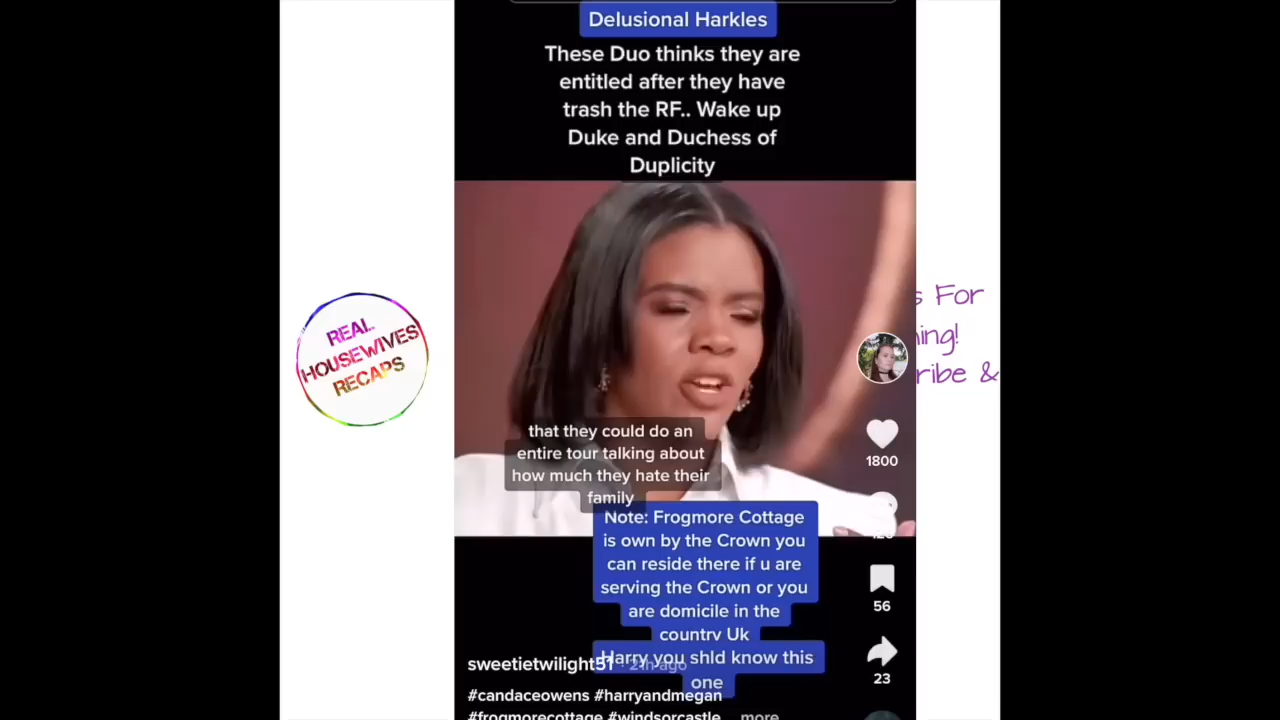 Delusional Harkles
These Duo thinks they are
entitled after they have
trash the RF.. Wake up
Duke and Duchess of
Duplicity
REAL
HOUSEWIVES
RECAPS
For
ribe &
that they could do an
entire tour talking about
how much they hate their
family
1800
Note: Frogmore Cottage
is own by the Crown you
can reside there if u are
serving the Crown or you
are domicile in the
country Uk
Harry you shld know this
one
56
23
sweetietwilight51 · 21h ago
#candaceowens #harryandmegan
#frogmorecottage #windsorcastle ... more